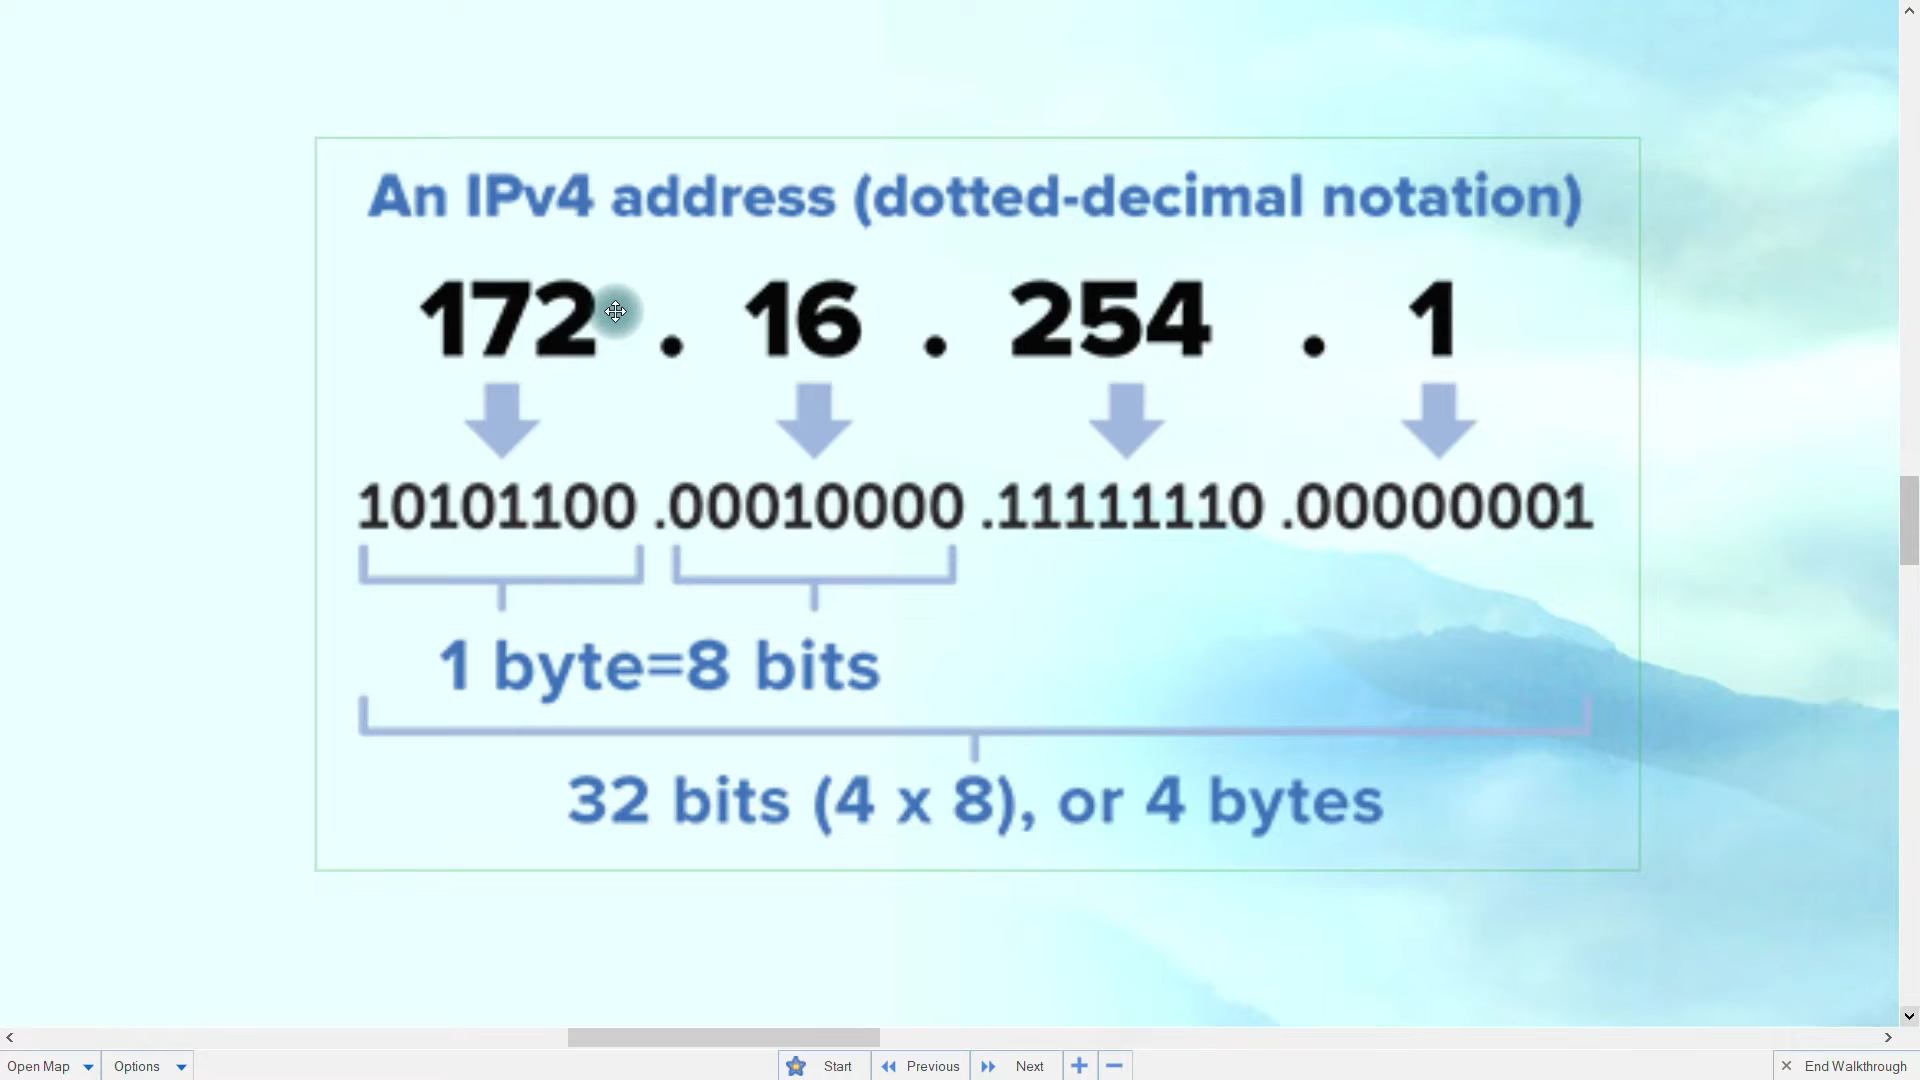 An IPv4 address (dotted-decimal notation)
172 . 16 . 254 . 1
10101100 .00010000 .11111110 .00000001
1 byte=8 bits
32 bits (4 x 8), or 4 bytes
Open Map Options Start Previous Next End Walkthrough